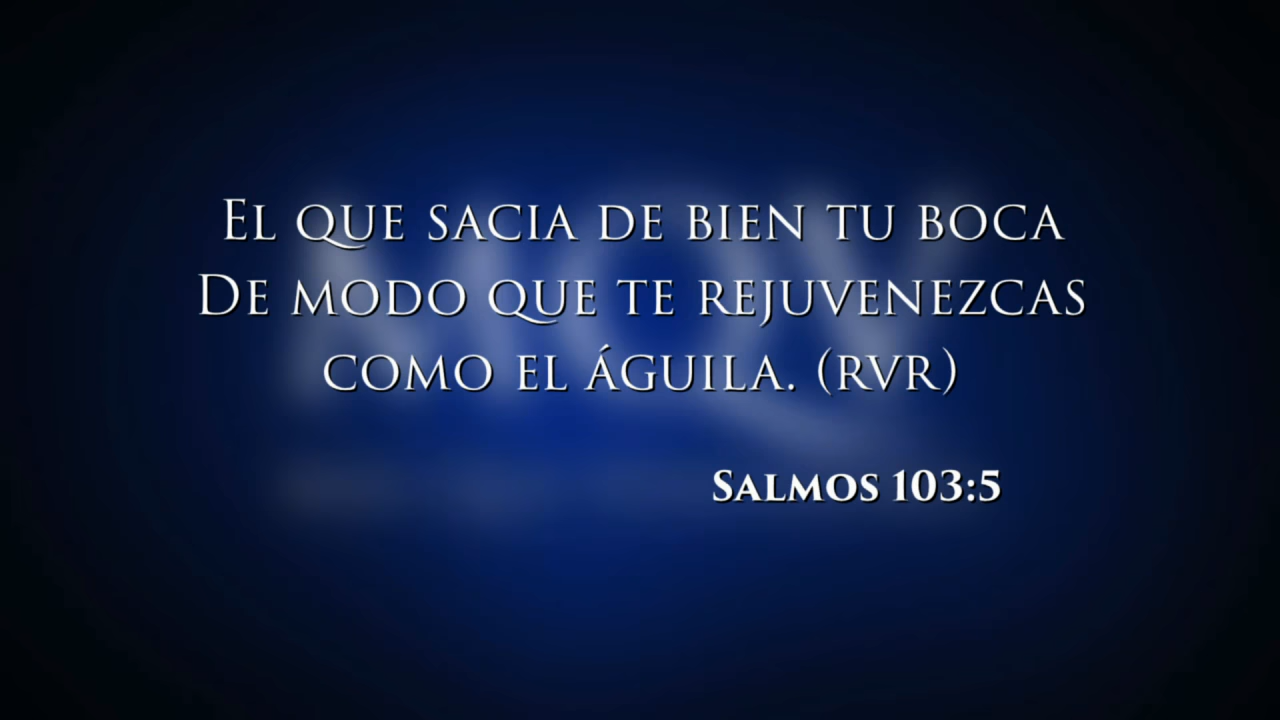 El que sacia de bien tu boca
De modo que te rejuvenezcas
como el águila. (rvr)
Salmos 103:5